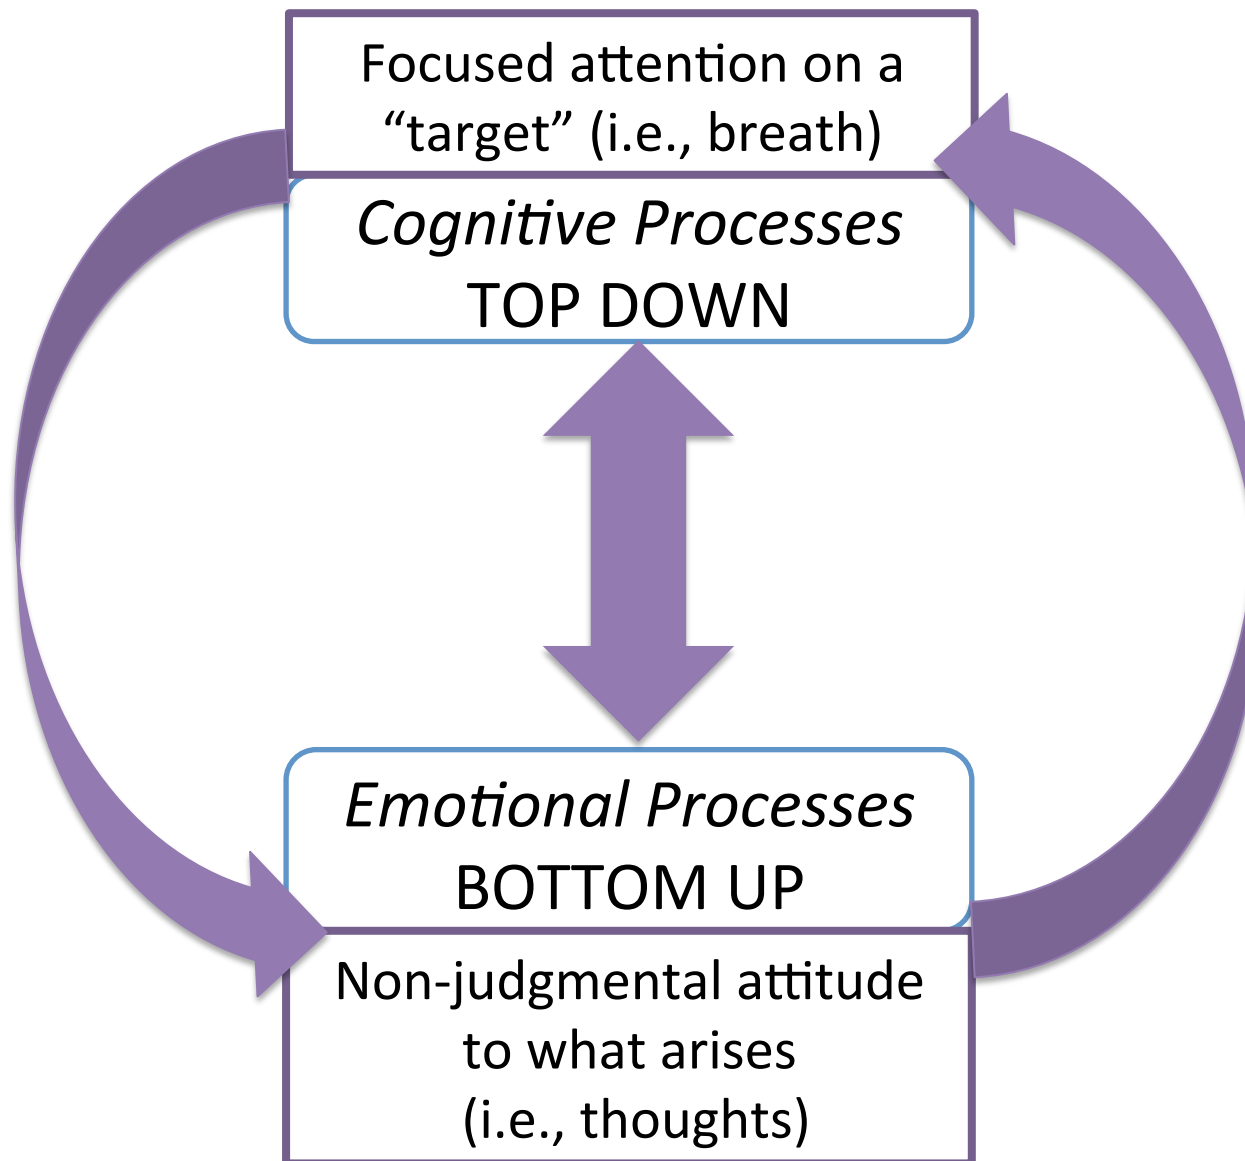 Focused attention on a
“target” (i.e., breath)
Cognitive Processes
TOP DOWN
Emotional Processes
BOTTOM UP
Non-judgmental attitude
to what arises
(i.e., thoughts)